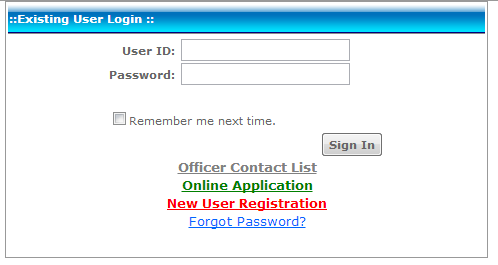 ::Existing User Login ::
User ID:
Password:
Remember me next time.
Sign In
Officer Contact List
Online Application
New User Registration
Forgot Password?